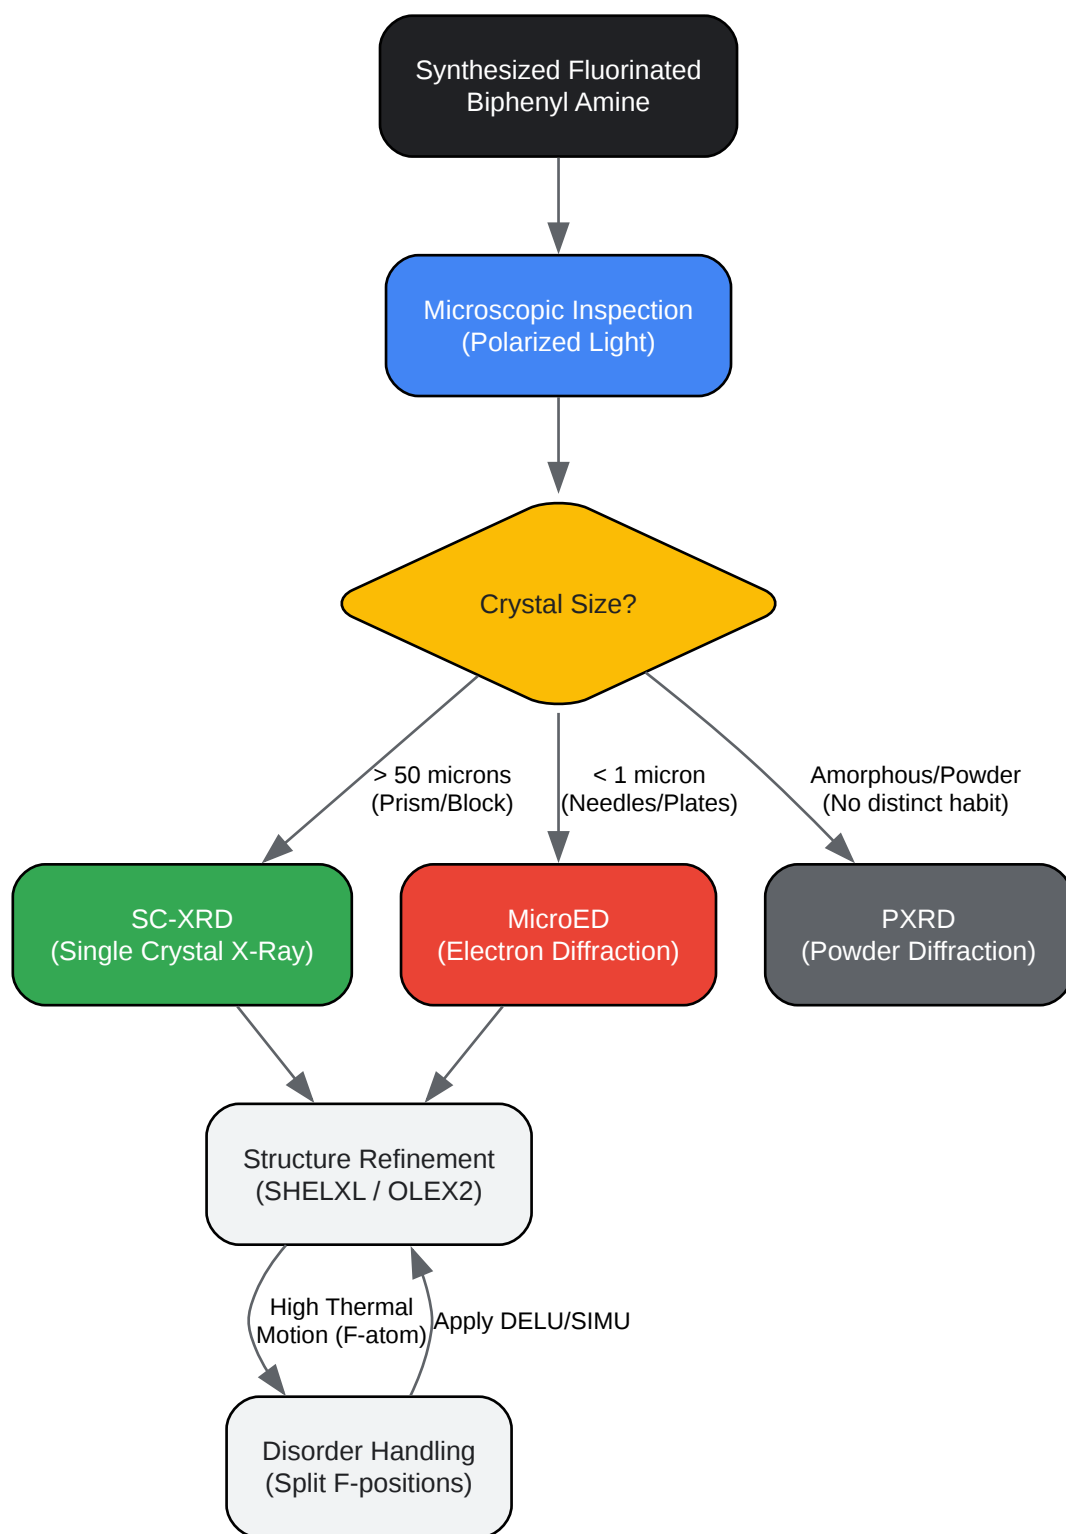 Synthesized Fluorinated
Biphenyl Amine
Microscopic Inspection
(Polarized Light)
Crystal Size?
> 50 microns
(Prism/Block)
< 1 micron
(Needles/Plates)
Amorphous/Powder
(No distinct habit)
SC-XRD
(Single Crystal X-Ray)
MicroED
(Electron Diffraction)
PXRD
(Powder Diffraction)
Structure Refinement
(SHELXL / OLEX2)
High Thermal
Motion (F-atom)
Apply DELU/SIMU
Disorder Handling
(Split F-positions)